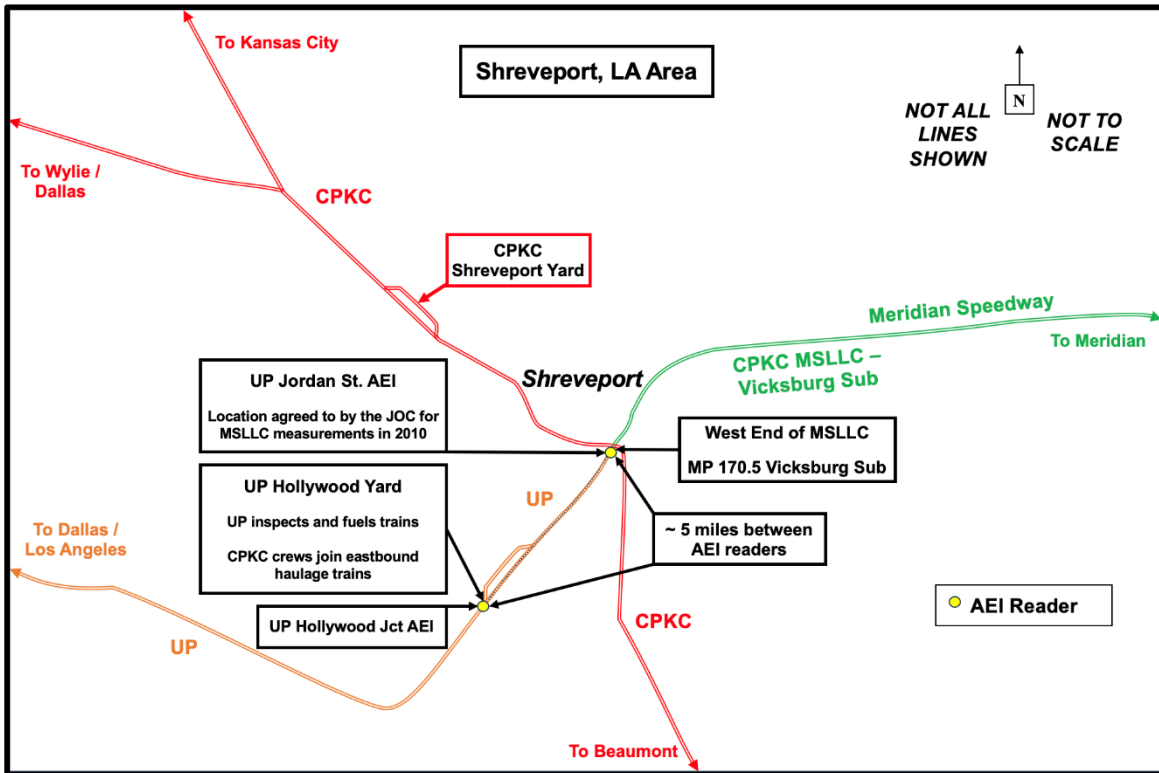 To Kansas City
Shreveport, LA Area
N
NOT ALL
LINES
SHOWN
NOT TO
SCALE
To Wylie /
Dallas
CPKC
CPKC
Shreveport Yard
Meridian Speedway
To Meridian
CPKC MSLLC –
Vicksburg Sub
Shreveport
UP Jordan St. AEI
Location agreed to by the JOC for
MSLLC measurements in 2010
West End of MSLLC
MP 170.5 Vicksburg Sub
UP Hollywood Yard
UP inspects and fuels trains
CPKC crews join eastbound
haulage trains
UP
To Dallas /
Los Angeles
~ 5 miles between
AEI readers
UP Hollywood Jct AEI
UP
CPKC
AEI Reader
To Beaumont